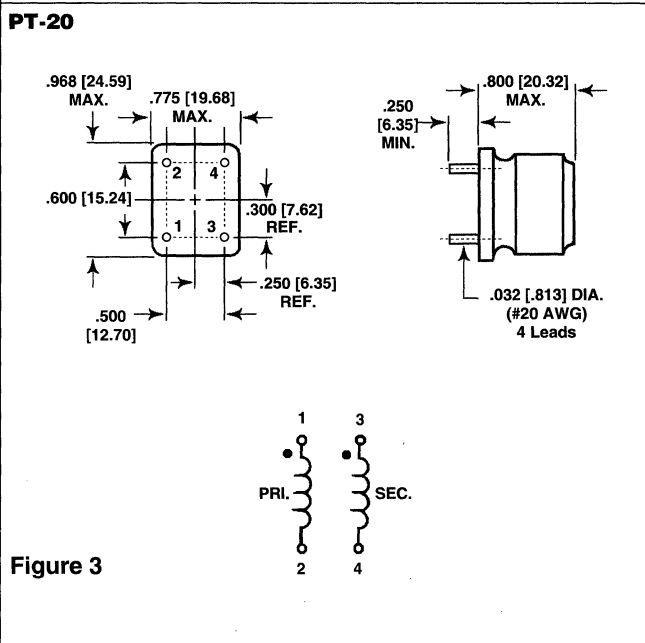 PT-20
.968 [24.59]
MAX.
.775 [19.68]
MAX.
.800 [20.32]
MAX.
.250
[6.35]
MIN.
2 4
.600 [15.24]
.300 [7.62]
REF.
1 3
.250 [6.35]
REF.
.500
[12.70]
.032 [.813] DIA.
(#20 AWG)
4 Leads
1 3
PRI. SEC.
2 4
Figure 3